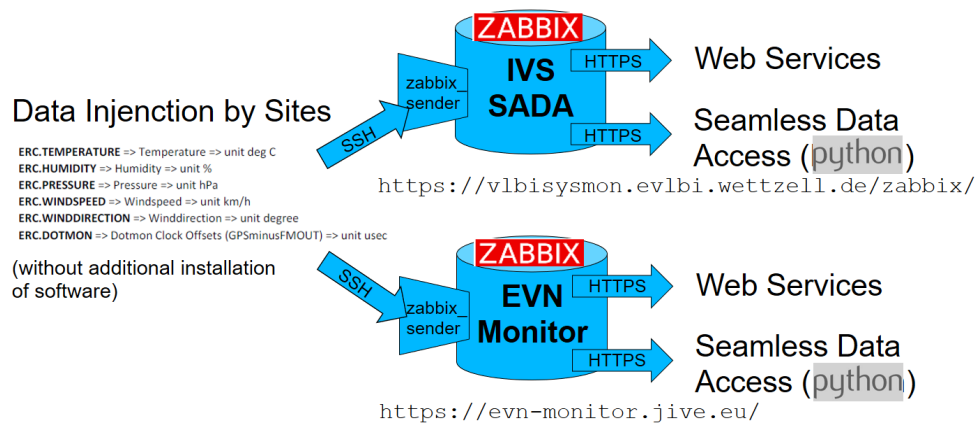 Data Injenction by Sites
ERC.TEMPERATURE => Temperature => unit deg C
ERC.HUMIDITY => Humidity => unit %
ERC.PRESSURE => Pressure => unit hPa
ERC.WINDSPEED => Windspeed => unit km/h
ERC.WINDDIRECTION => Winddirection => unit degree
ERC.DOTMON => Dotmon Clock Offsets (GPSminusFMOUT) => unit usec
(without additional installation
of software)
SSH
zabbix_
sender
ZABBIX
IVS
SADA
HTTPS
Web Services
HTTPS
Seamless Data
Access (python)
https://vlbisysmon.evlbi.wettzell.de/zabbix/
SSH
zabbix_
sender
ZABBIX
EVN
Monitor
HTTPS
Web Services
HTTPS
Seamless Data
Access (python)
https://evn-monitor.jive.eu/